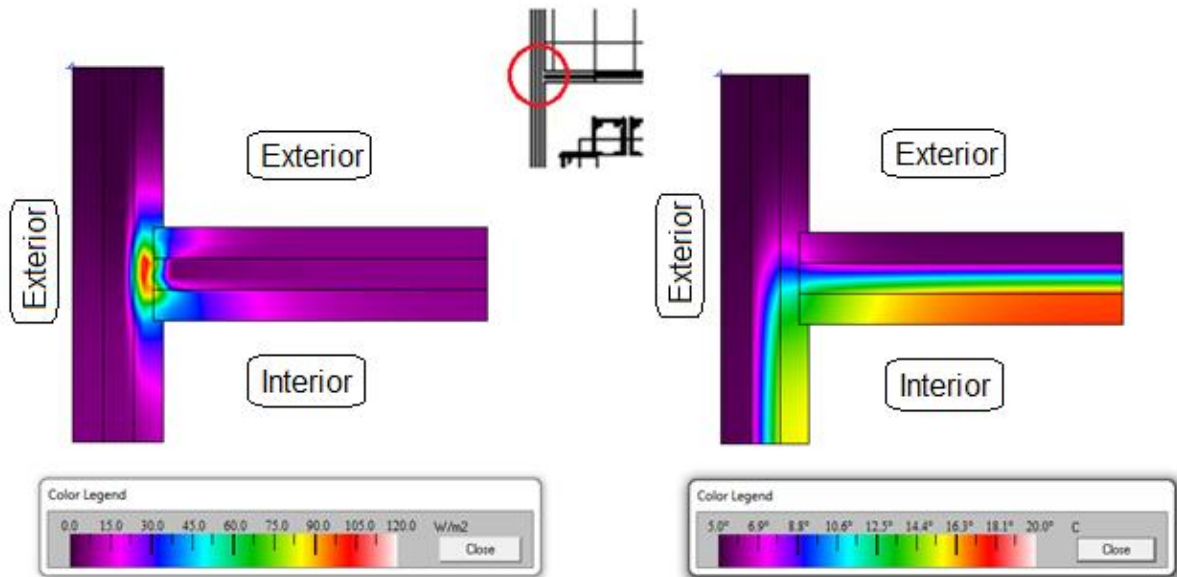 Exterior
Exterior
Interior
Color Legend
0.0 15.0 30.0 45.0 60.0 75.0 90.0 105.0 120.0 W/m2
Close
Exterior
Exterior
Interior
Color Legend
5.0° 6.9° 8.8° 10.6° 12.5° 14.4° 16.3° 18.1° 20.0° C
Close